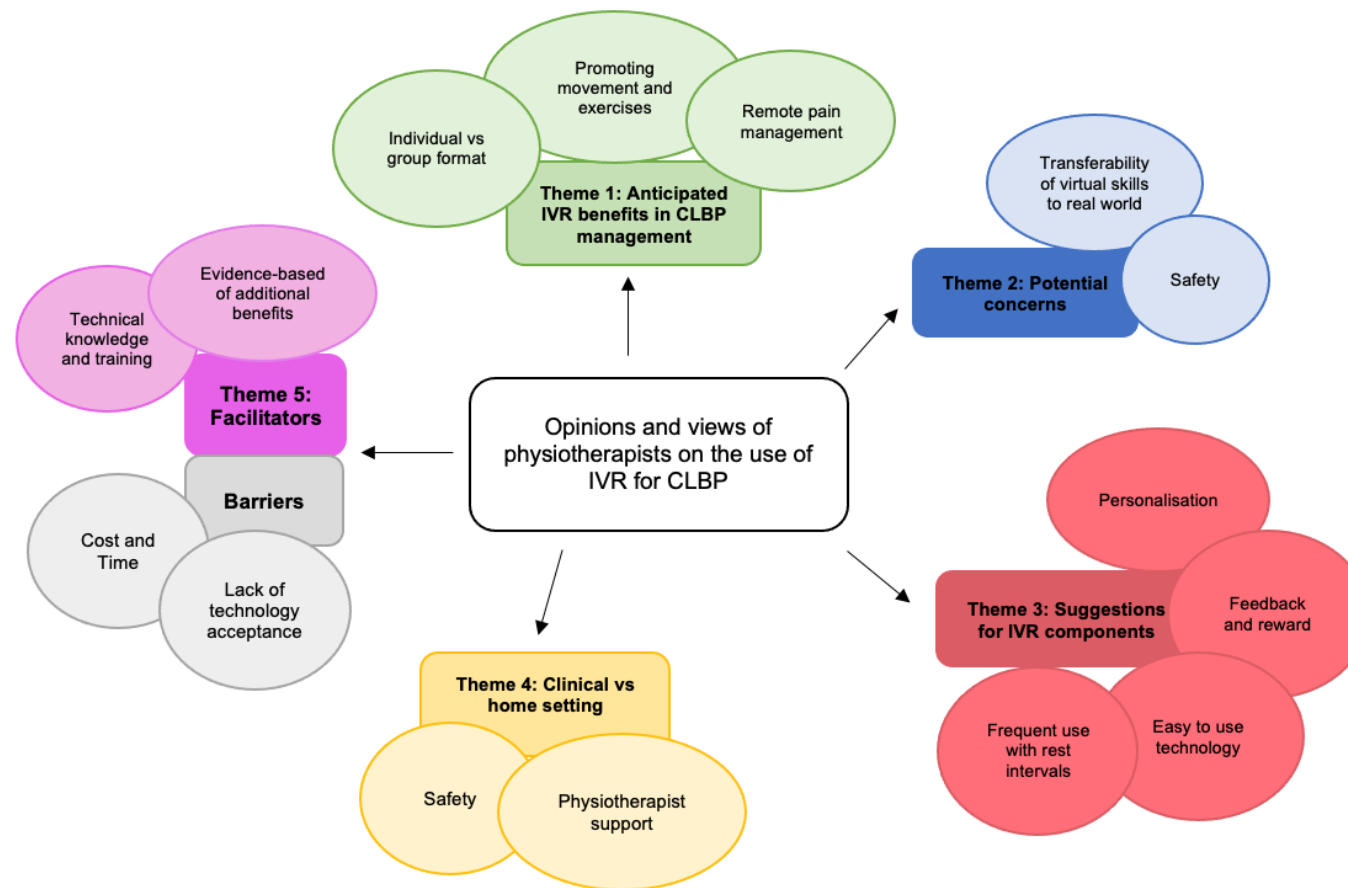 Promoting
movement and
exercises
Individual vs
group format
Remote pain
management
Theme 1: Anticipated
IVR benefits in CLBP
management
Transferability
of virtual skills
to real world
Safety
Theme 2: Potential
concerns
Evidence-based
of additional
benefits
Technical
knowledge
and training
Theme 5:
Facilitators
Barriers
Cost and
Time
Lack of
technology
acceptance
Opinions and views of
physiotherapists on the use of
IVR for CLBP
Personalisation
Feedback
and reward
Theme 3: Suggestions
for IVR components
Easy to use
technology
Frequent use
with rest
intervals
Theme 4: Clinical vs
home setting
Safety
Physiotherapist
support